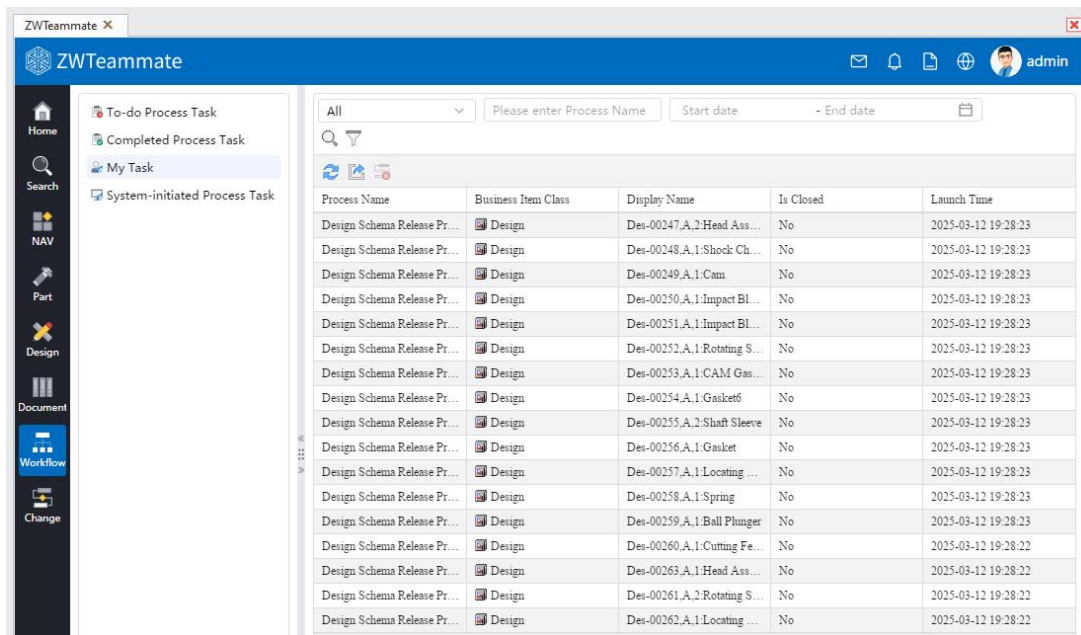 ZWTeammate
ZWTeammate
admin
Home
Search
NAV
Part
Design
Document
Workflow
Change
To-do Process Task
Completed Process Task
My Task
System-initiated Process Task
All Please enter Process Name Start date - End date
Process Name Business Item Class Display Name Is Closed Launch Time
Design Schema Release Pr... Design Des-00247,A,2:Head Ass... No 2025-03-12 19:28:23
Design Schema Release Pr... Design Des-00248,A,1:Shock Ch... No 2025-03-12 19:28:23
Design Schema Release Pr... Design Des-00249,A,1:Cam No 2025-03-12 19:28:23
Design Schema Release Pr... Design Des-00250,A,1:Impact Bl... No 2025-03-12 19:28:23
Design Schema Release Pr... Design Des-00251,A,1:Impact Bl... No 2025-03-12 19:28:23
Design Schema Release Pr... Design Des-00252,A,1:Rotating S... No 2025-03-12 19:28:23
Design Schema Release Pr... Design Des-00253,A,1:CAM Gas... No 2025-03-12 19:28:23
Design Schema Release Pr... Design Des-00254,A,1:Gasket6 No 2025-03-12 19:28:23
Design Schema Release Pr... Design Des-00255,A,2:Shaft Sleeve No 2025-03-12 19:28:23
Design Schema Release Pr... Design Des-00256,A,1:Gasket No 2025-03-12 19:28:23
Design Schema Release Pr... Design Des-00257,A,1:Locating ... No 2025-03-12 19:28:23
Design Schema Release Pr... Design Des-00258,A,1:Spring No 2025-03-12 19:28:23
Design Schema Release Pr... Design Des-00259,A,1:Ball Plunger No 2025-03-12 19:28:23
Design Schema Release Pr... Design Des-00260,A,1:Cutting Fe... No 2025-03-12 19:28:22
Design Schema Release Pr... Design Des-00263,A,1:Head Ass... No 2025-03-12 19:28:22
Design Schema Release Pr... Design Des-00261,A,2:Rotating S... No 2025-03-12 19:28:22
Design Schema Release Pr... Design Des-00262,A,1:Locating ... No 2025-03-12 19:28:22